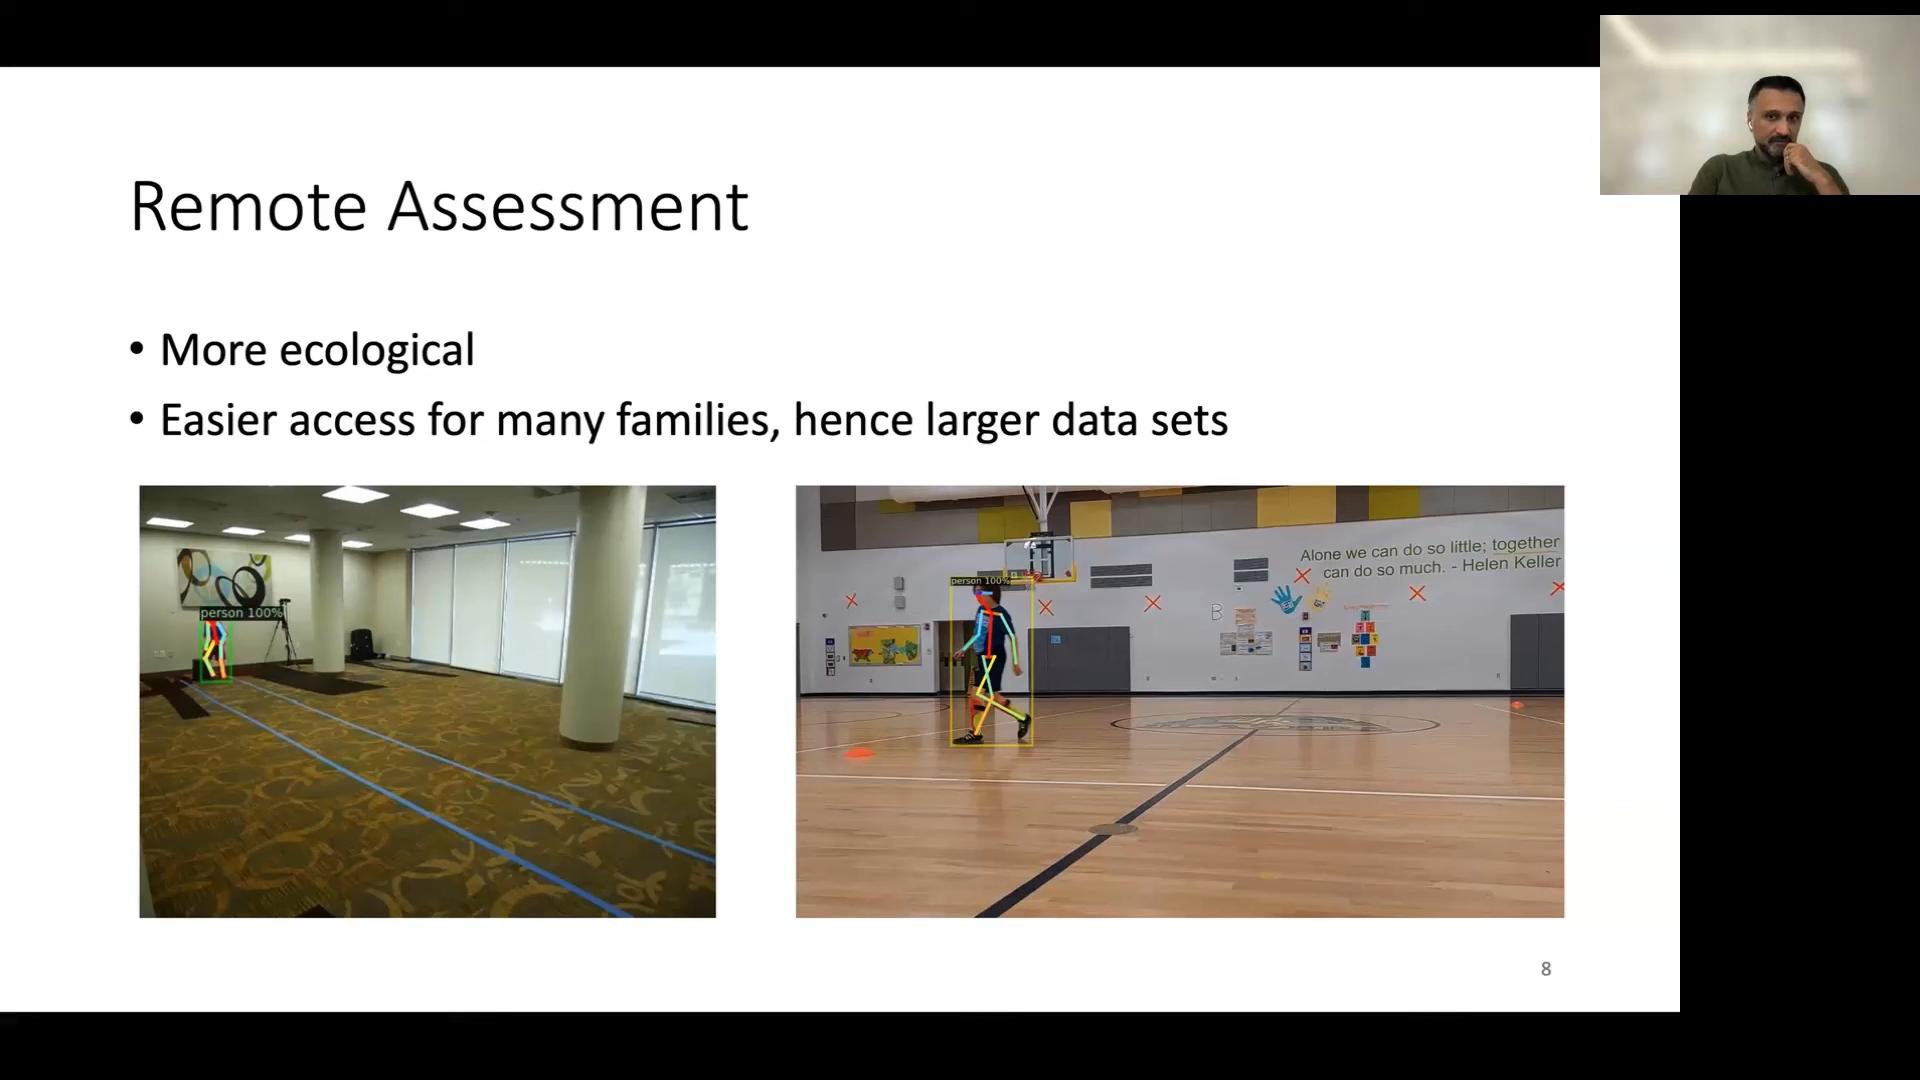 Remote Assessment
• More ecological
• Easier access for many families, hence larger data sets
person 100%
person 100%
Alone we can do so little; together
can do so much. - Helen Keller
B
8